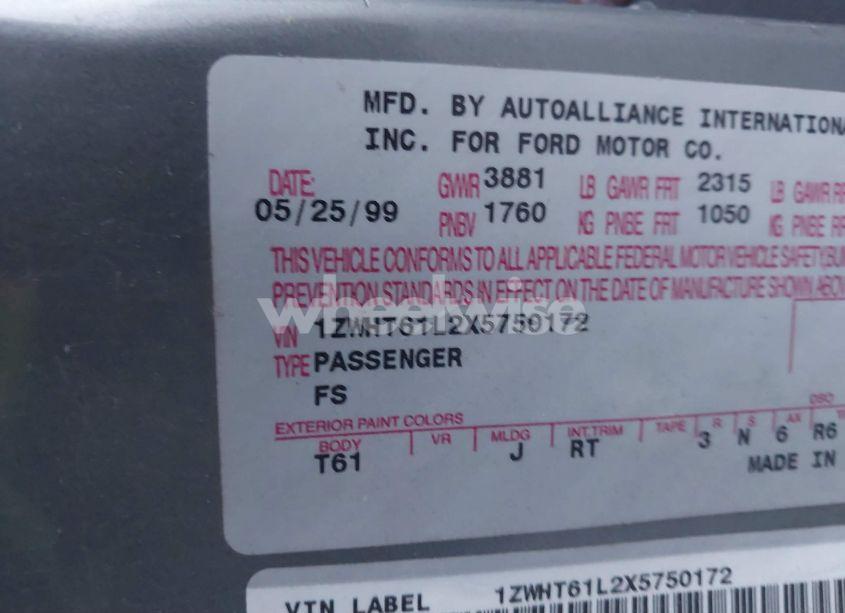 MFD. BY AUTOALLIANCE INTERNATIONA
INC. FOR FORD MOTOR CO.
DATE: GVWR 3881 LB GAWR FRT 2315 LB GAWR RR
05/25/99 PNBV 1760 KG PNBE FRT 1050 KG PNBE RR
THIS VEHICLE CONFORMS TO ALL APPLICABLE FEDERAL MOTOR VEHICLE SAFETY,BUM
PREVENTION STANDARDS IN EFFECT ON THE DATE OF MANUFACTURE SHOWN ABOV
wheelwise
VIN 1ZWHT61L2X5750172
TYPE PASSENGER
FS
EXTERIOR PAINT COLORS DSO
BODY VR MLDG INT. TRIM TAPE R S AX
T61 J RT 3 N 6 R6
MADE IN
VIN LABEL 1ZWHT61L2X5750172